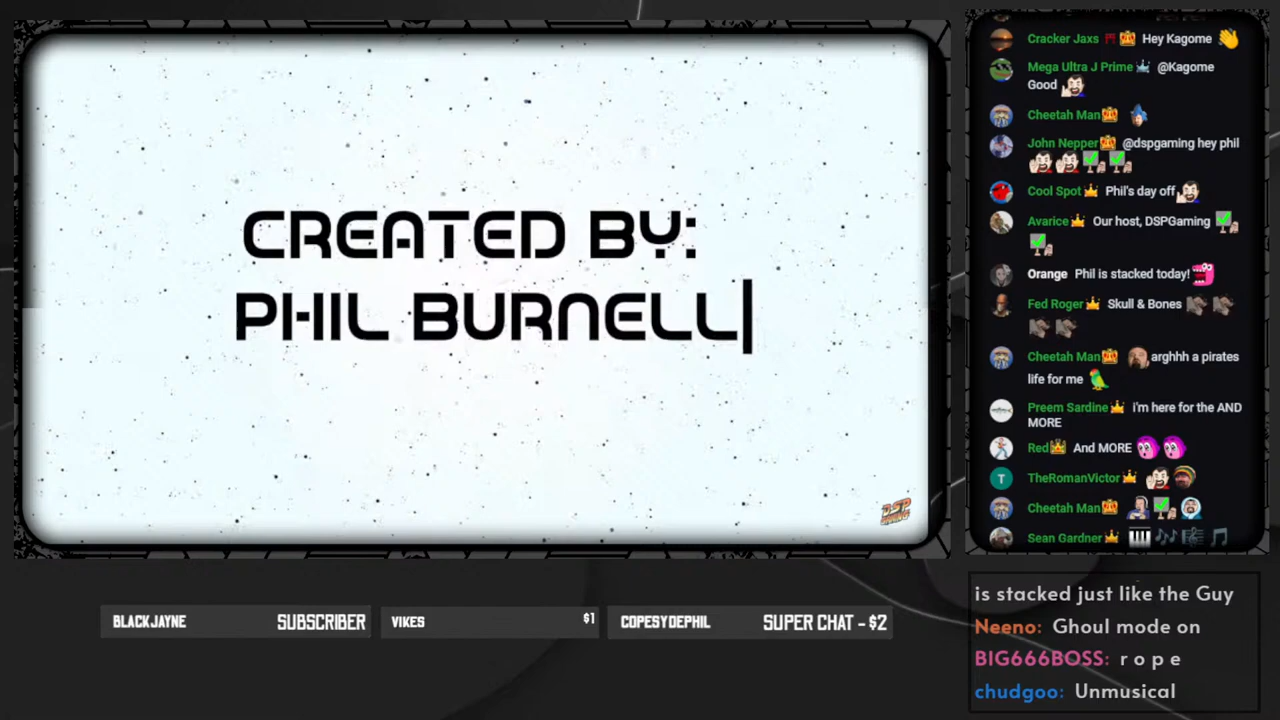 CREATED BY:
PHIL BURNELL
DSP
GAMING
BLACKJAYNE SUBSCRIBER
VIKES $1
COPESYDEPHIL SUPER CHAT - $2
Cracker Jaxs Hey Kagome
Mega Ultra J Prime @Kagome
Good
Cheetah Man
John Nepper @dspgaming hey phil
Cool Spot Phil's day off
Avarice Our host, DSPGaming
Orange Phil is stacked today!
Fed Roger Skull & Bones
Cheetah Man arghhh a pirates
life for me
Preem Sardine i'm here for the AND
MORE
Red And MORE
T TheRomanVictor
Cheetah Man
Sean Gardner
is stacked just like the Guy
Neeno: Ghoul mode on
BIG666BOSS: r o p e
chudgoo: Unmusical